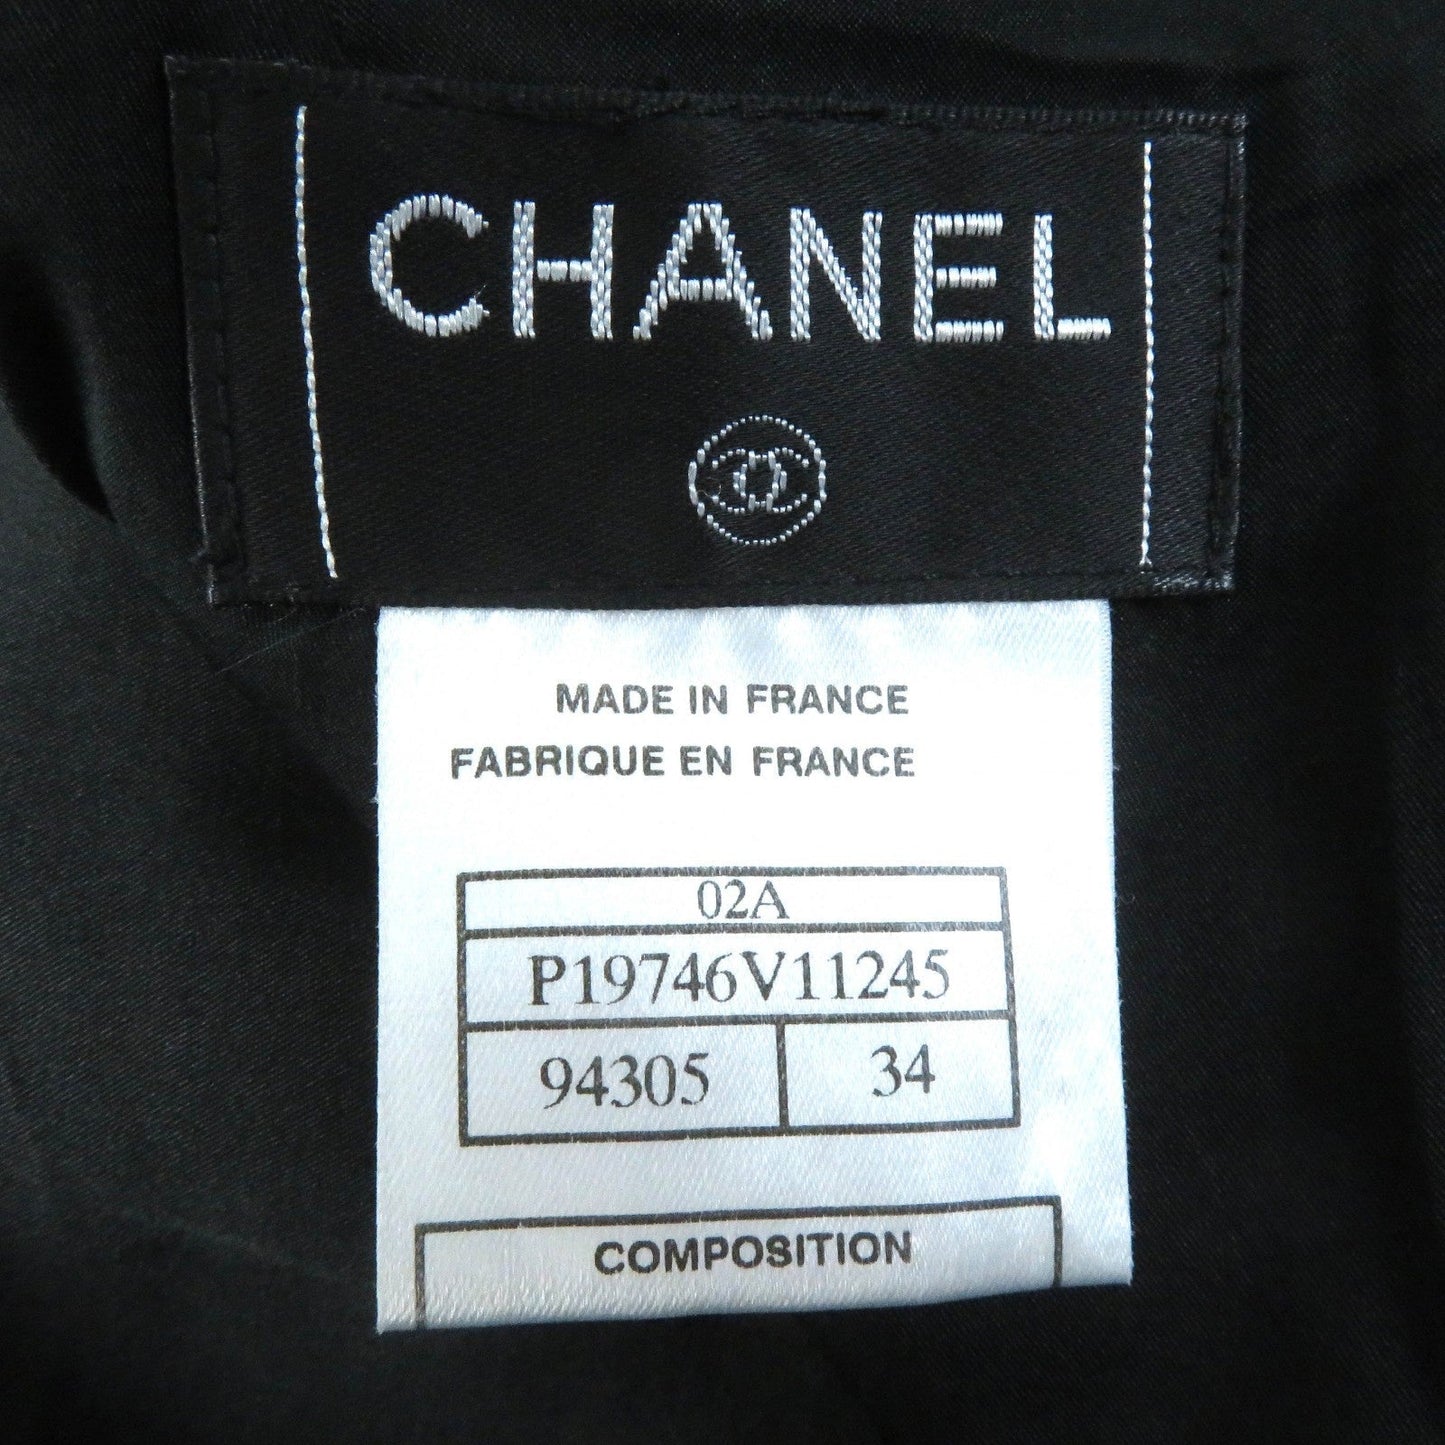 CHANEL
MADE IN FRANCE
FABRIQUE EN FRANCE
02A
P19746V11245
94305 34
COMPOSITION